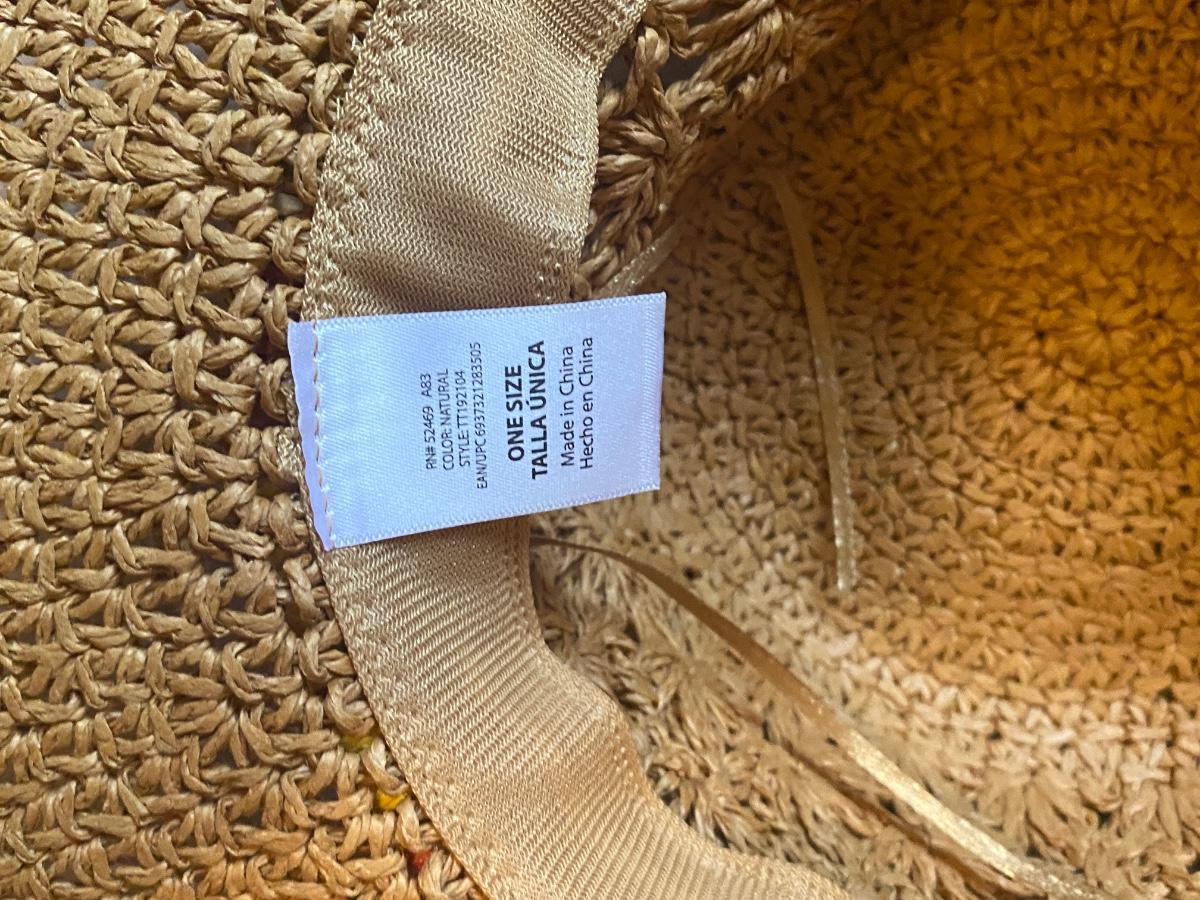 RN# 52469 A83
COLOR: NATURAL
STYLE: TT192104
EAN/UPC 6937321283505
ONE SIZE
TALLA ÚNICA
Made in China
Hecho en China